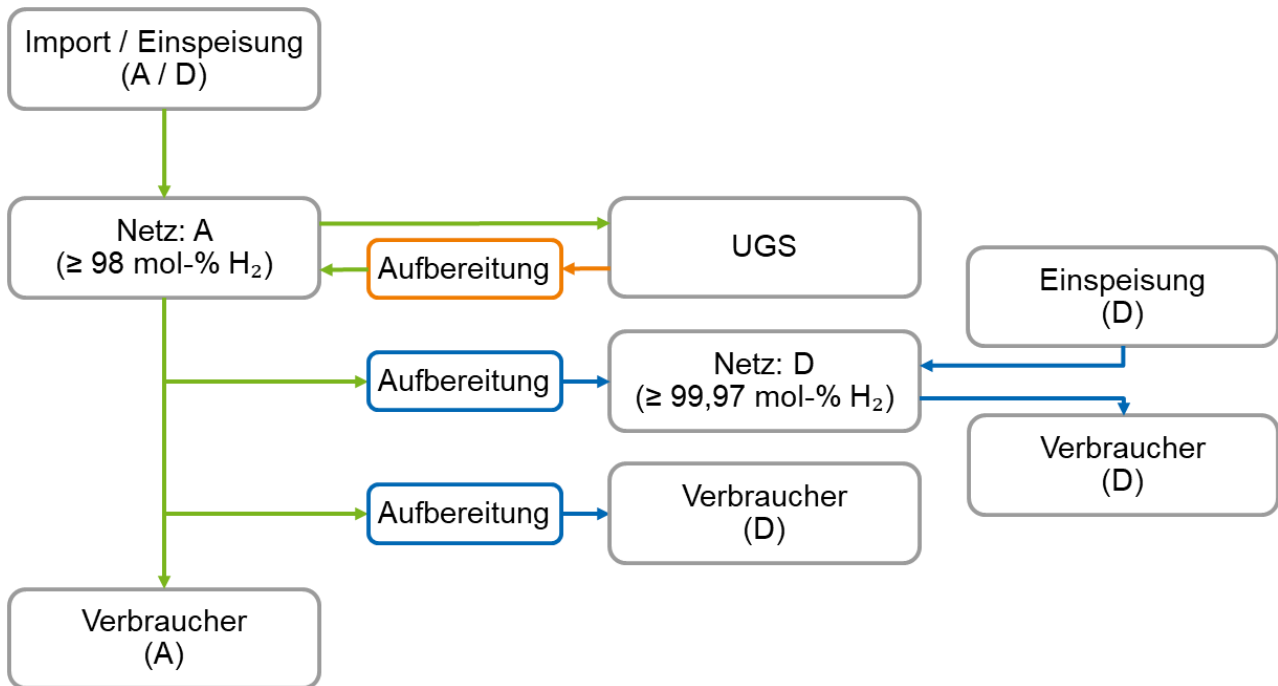 Import / Einspeisung
(A / D)
Netz: A
(≥ 98 mol-% H₂)
Aufbereitung
UGS
Einspeisung
(D)
Aufbereitung
Netz: D
(≥ 99,97 mol-% H₂)
Verbraucher
(D)
Aufbereitung
Verbraucher
(D)
Verbraucher
(A)